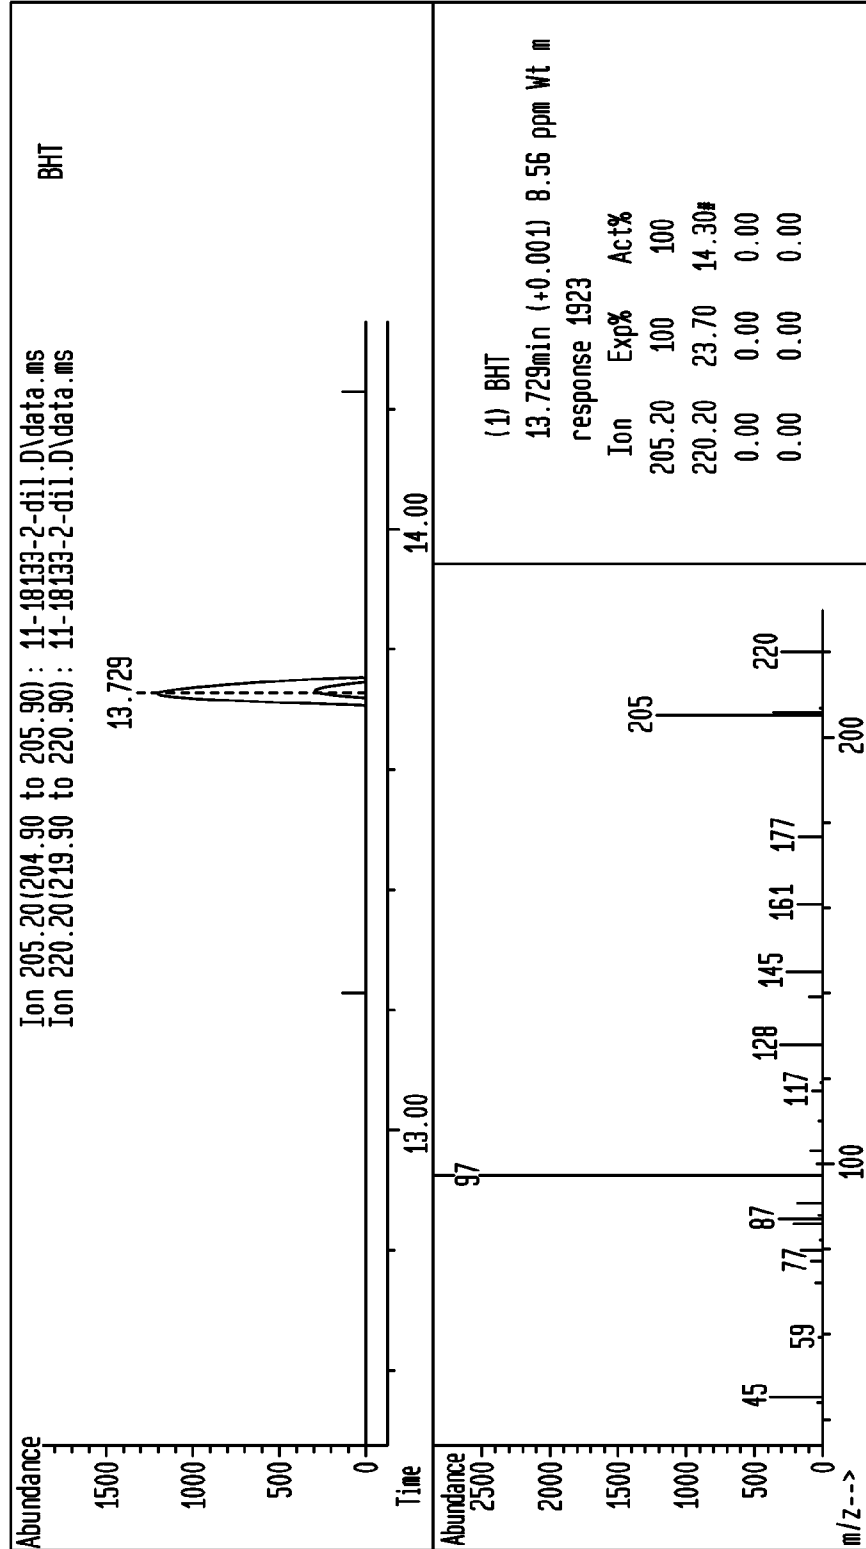 Abundance
Ion 205.20(204.90 to 205.90): 11-18133-2-dil.D\data.ms
Ion 220.20(219.90 to 220.90): 11-18133-2-dil.D\data.ms
BHT
13.729
1500
1000
500
0
Time
13.00
14.00
Abundance
2500
2000
1500
1000
500
0
m/z-->
45
59
77
87
97
117
128
145
161
177
205
220
100
200
(1) BHT
13.729min (+0.001) 8.56 ppm Wt m
response 1923
Ion Exp% Act%
205.20 100 100
220.20 23.70 14.30#
0.00 0.00 0.00
0.00 0.00 0.00